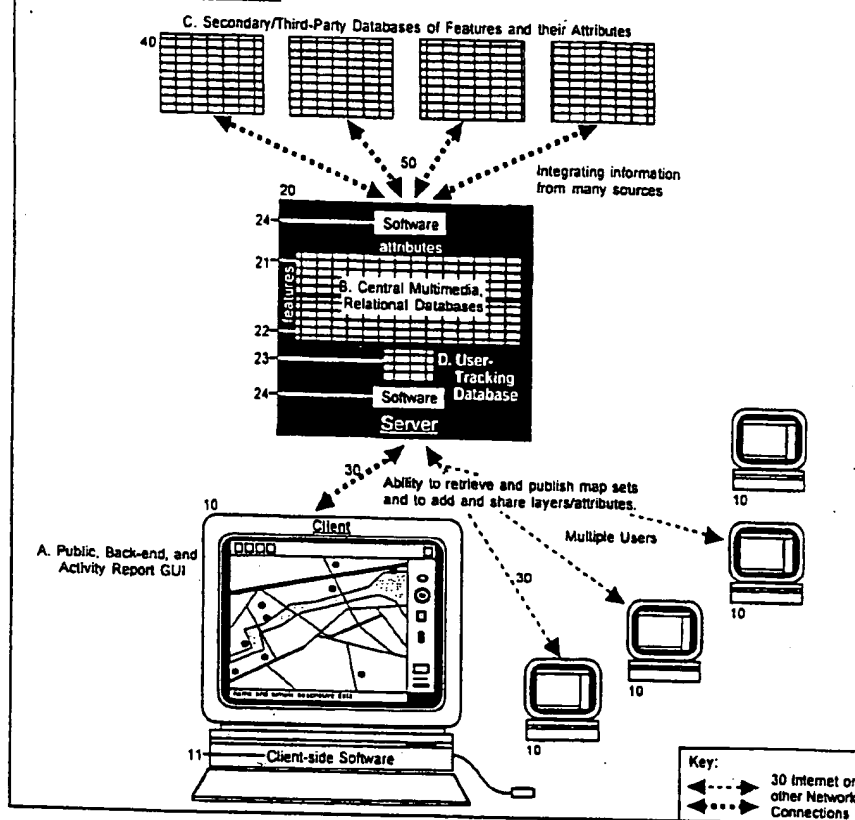 C. Secondary/Third-Party Databases of Features and their Attributes
40
50
Integrating information
from many sources
20
24
Software
attributes
21
features
B. Central Multimedia,
Relational Databases
22
23
D. User-
Tracking
Database
24
Software
Server
30
Ability to retrieve and publish map sets
and to add and share layers/attributes.
10
10
Client
Multiple Users
A. Public, Back-end, and
Activity Report GUI
30
10
10
10
11
Client-side Software
Key:
30 Internet or
other Network
Connections